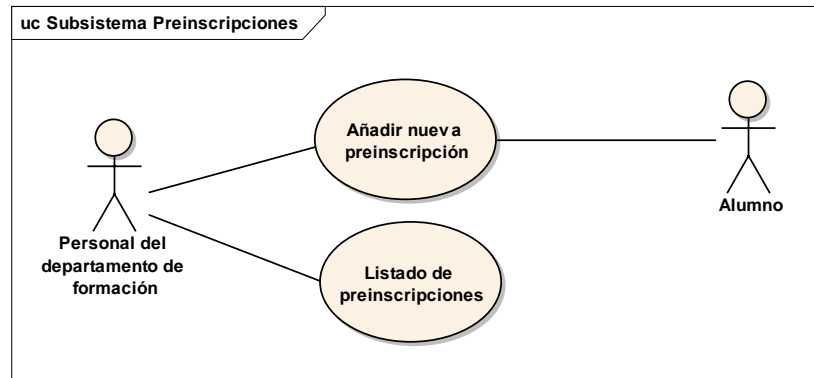 uc Subsistema Preinscripciones
Añadir nueva
preinscripción
Alumno
Personal del
departamento de
formación
Listado de
preinscripciones